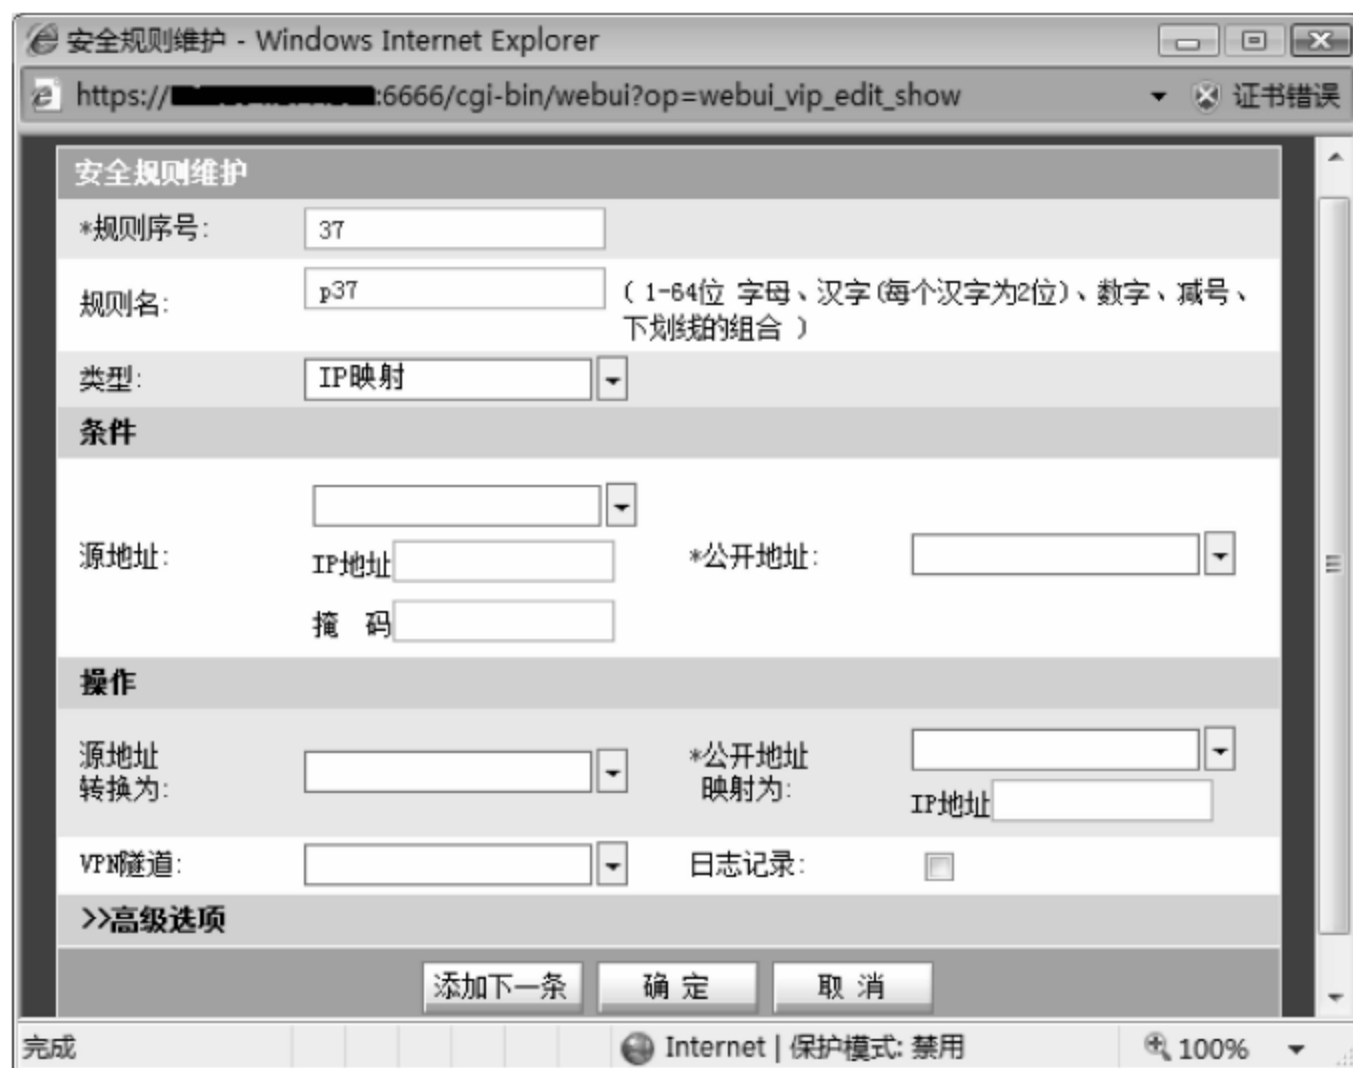 安全规则维护 - Windows Internet Explorer
https:// :6666/cgi-bin/webui?op=webui_vip_edit_show 证书错误
安全规则维护
*规则序号: 37
规则名: p37 ( 1-64位 字母、汉字(每个汉字为2位)、数字、减号、
下划线的组合 )
类型: IP映射
条件
源地址:
IP地址
掩 码
*公开地址:
操作
源地址
转换为:
*公开地址
映射为:
IP地址
VPN隧道: 日志记录:
>>高级选项
添加下一条 确 定 取 消
完成 Internet | 保护模式: 禁用 100%